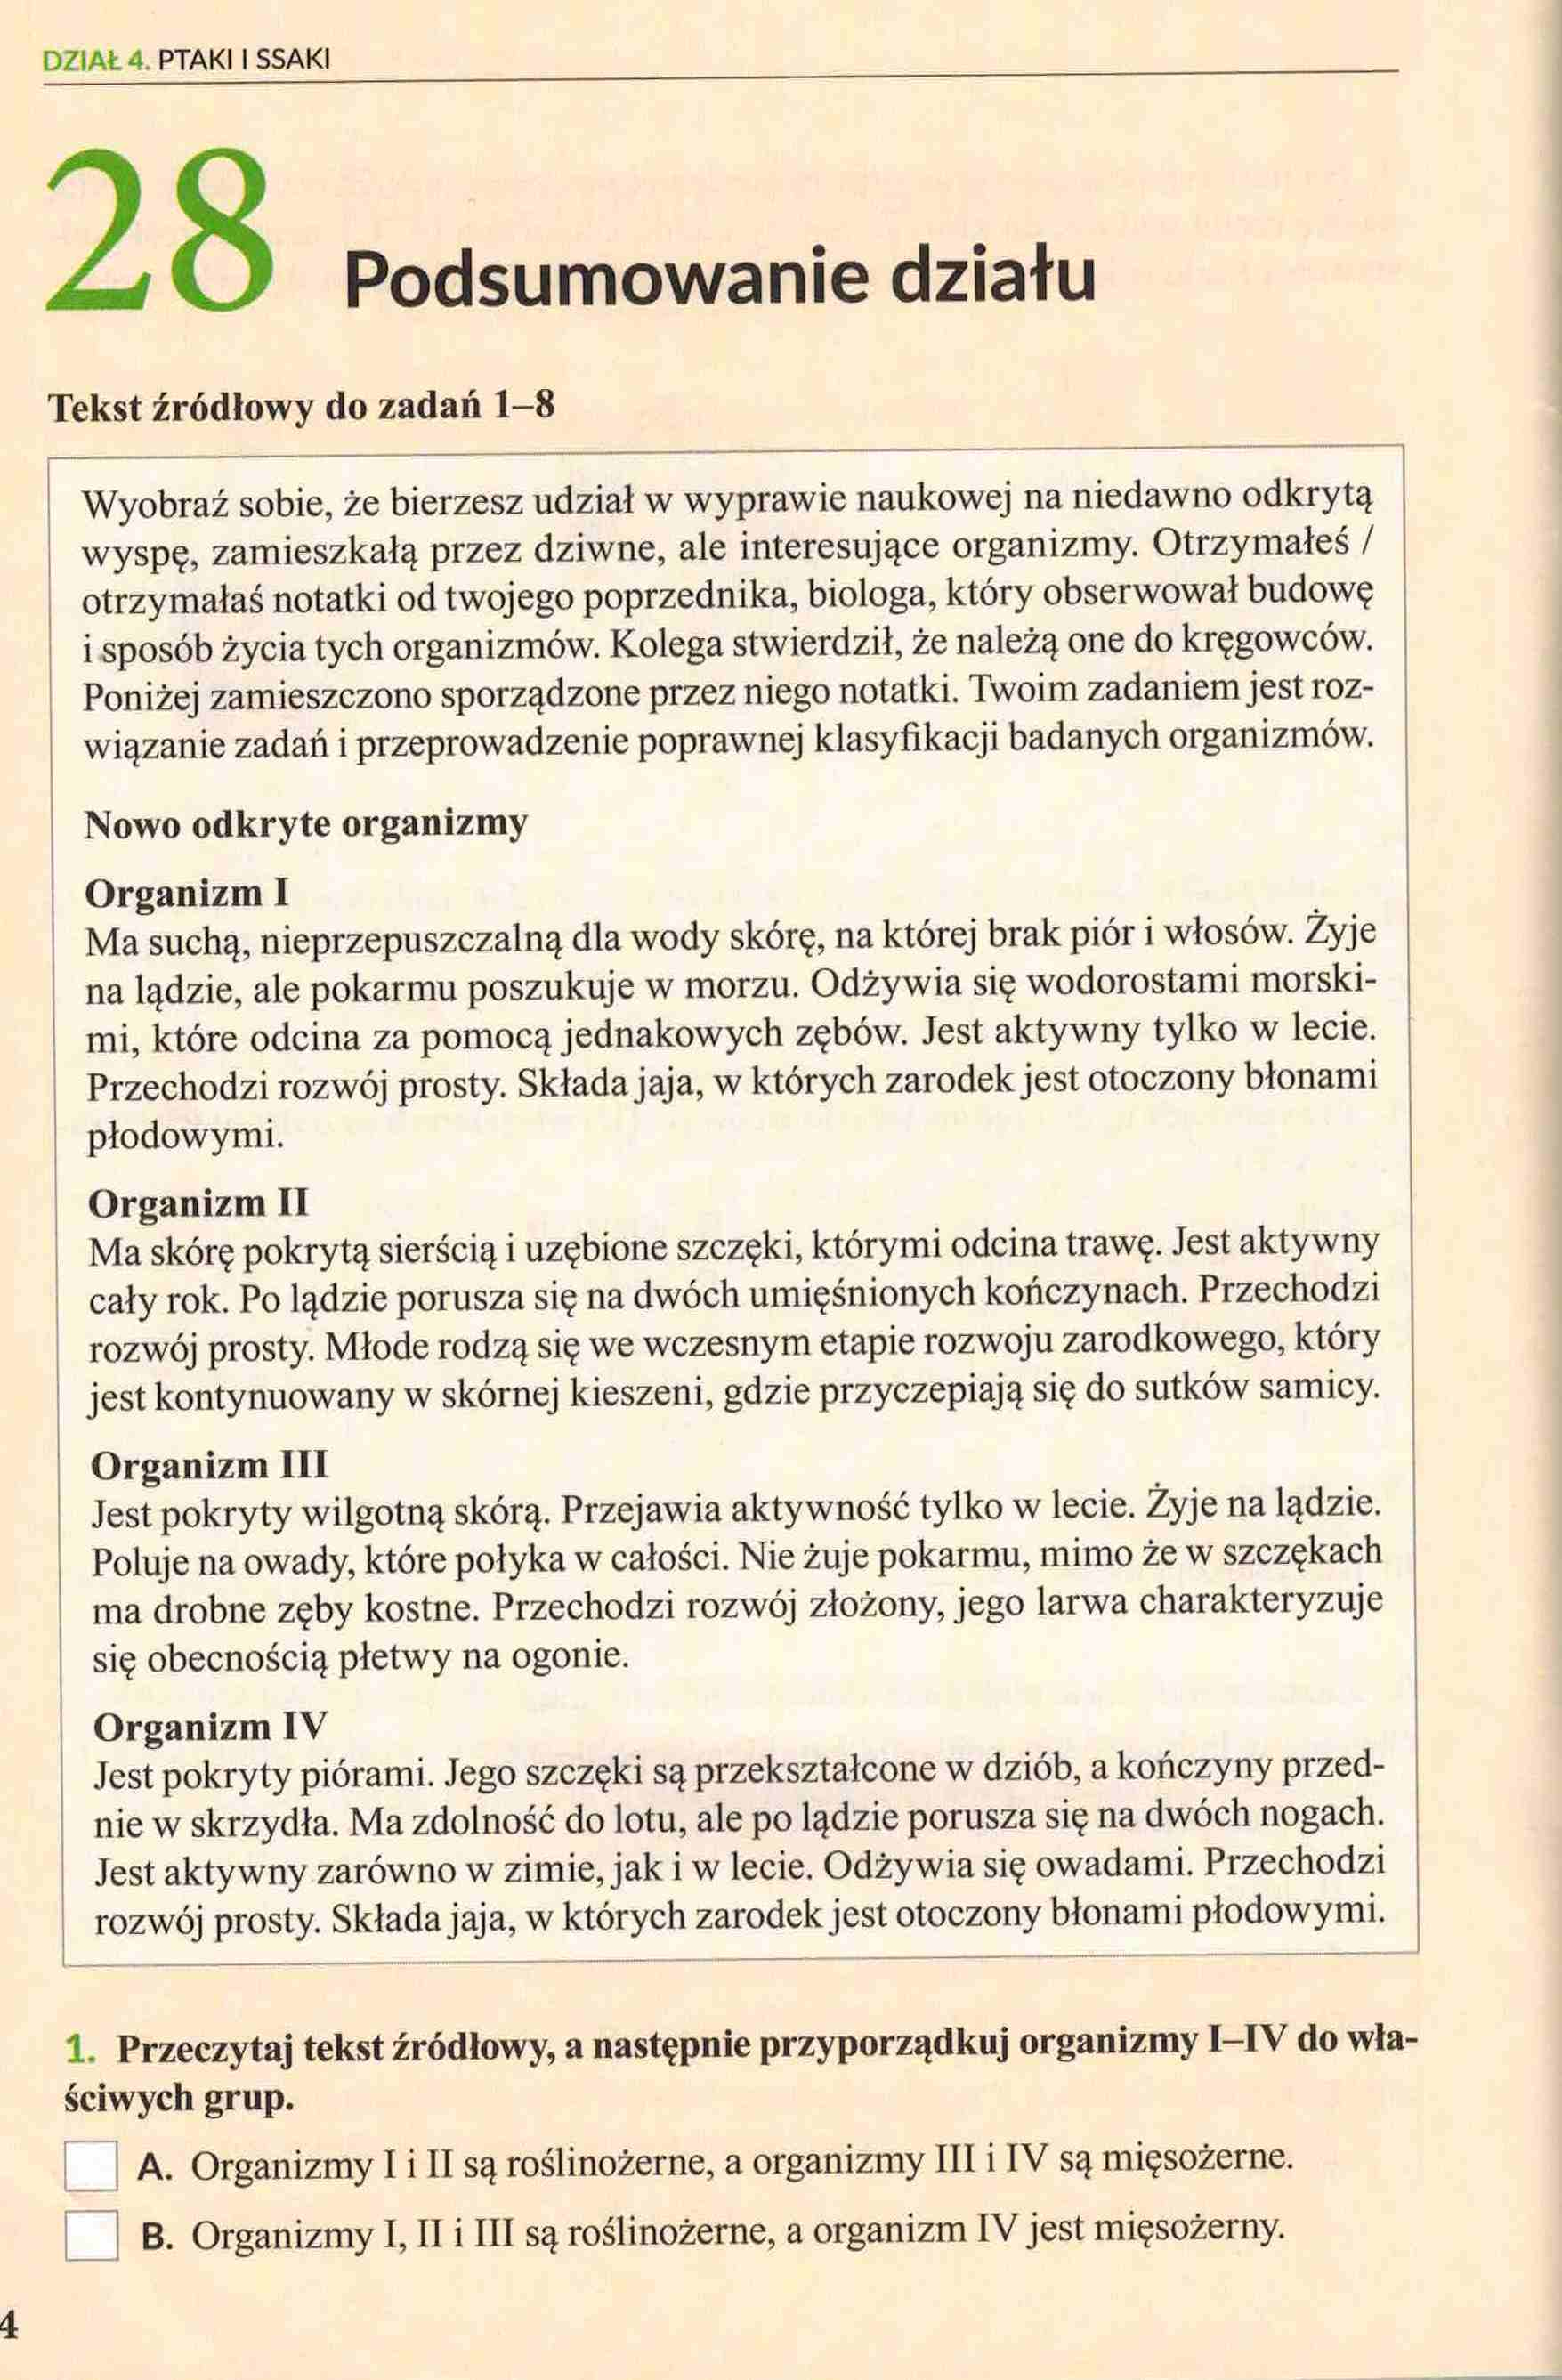 DZIAŁ 4. PTAKI I SSAKI
28 Podsumowanie działu
Tekst źródłowy do zadań 1–8
Wyobraź sobie, że bierzesz udział w wyprawie naukowej na niedawno odkrytą
wyspę, zamieszkałą przez dziwne, ale interesujące organizmy. Otrzymałeś /
otrzymałaś notatki od twojego poprzednika, biologa, który obserwował budowę
i sposób życia tych organizmów. Kolega stwierdził, że należą one do kręgowców.
Poniżej zamieszczono sporządzone przez niego notatki. Twoim zadaniem jest roz-
wiązanie zadań i przeprowadzenie poprawnej klasyfikacji badanych organizmów.
Nowo odkryte organizmy
Organizm I
Ma suchą, nieprzepuszczalną dla wody skórę, na której brak piór i włosów. Żyje
na lądzie, ale pokarmu poszukuje w morzu. Odżywia się wodorostami morski-
mi, które odcina za pomocą jednakowych zębów. Jest aktywny tylko w lecie.
Przechodzi rozwój prosty. Składa jaja, w których zarodek jest otoczony błonami
płodowymi.
Organizm II
Ma skórę pokrytą sierścią i uzębione szczęki, którymi odcina trawę. Jest aktywny
cały rok. Po lądzie porusza się na dwóch umięśnionych kończynach. Przechodzi
rozwój prosty. Młode rodzą się we wczesnym etapie rozwoju zarodkowego, który
jest kontynuowany w skórnej kieszeni, gdzie przyczepiają się do sutków samicy.
Organizm III
Jest pokryty wilgotną skórą. Przejawia aktywność tylko w lecie. Żyje na lądzie.
Poluje na owady, które połyka w całości. Nie żuje pokarmu, mimo że w szczękach
ma drobne zęby kostne. Przechodzi rozwój złożony, jego larwa charakteryzuje
się obecnością płetwy na ogonie.
Organizm IV
Jest pokryty piórami. Jego szczęki są przekształcone w dziób, a kończyny przed-
nie w skrzydła. Ma zdolność do lotu, ale po lądzie porusza się na dwóch nogach.
Jest aktywny zarówno w zimie, jak i w lecie. Odżywia się owadami. Przechodzi
rozwój prosty. Składa jaja, w których zarodek jest otoczony błonami płodowymi.
1. Przeczytaj tekst źródłowy, a następnie przyporządkuj organizmy I–IV do wła-
ściwych grup.
A. Organizmy I i II są roślinożerne, a organizmy III i IV są mięsożerne.
B. Organizmy I, II i III są roślinożerne, a organizm IV jest mięsożerny.
4